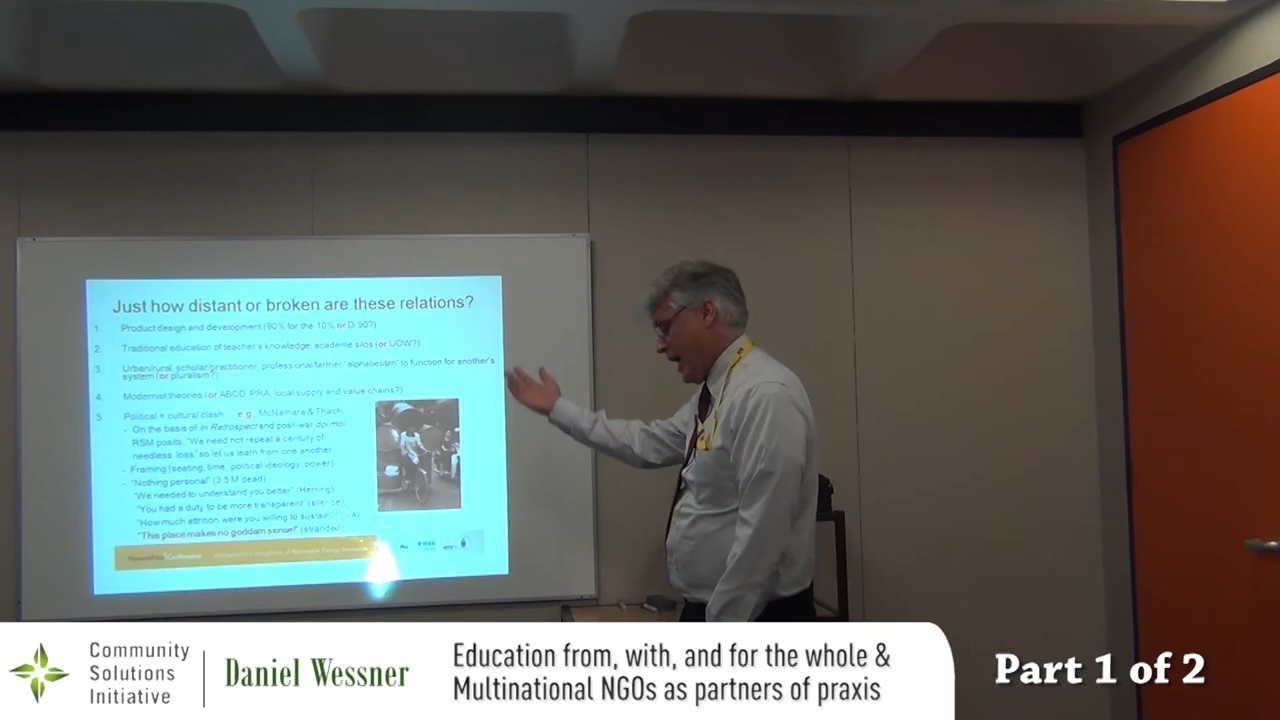 Just how distant or broken are these relations?
1. Product design and development (90% for the 10% or D-90?)
2. Traditional education of teacher's knowledge, academe silos (or UOW?)
3. Urban/rural, scholar/practitioner, professional/farmer "alphabetism" to function for another's
system (or pluralism?)
4. Modernist theories (or ABCD, PRA, local supply and value chains?)
5. Political + cultural clash e.g., McNamara & Thach
- On the basis of In Retrospect and post-war doi moi,
RSM posits, "We need not repeat a century of
needless loss" so let us learn from one another
- Framing (seating, time, political ideology, power)
- "Nothing personal" (3.5 M dead)
"We needed to understand you better" (Herring)
"You had a duty to be more transparent" (silence)
"How much attrition were you willing to sustain?"
"This place makes no goddam sense!" (stranded)
Community
Solutions
Initiative
Daniel Wessner
Education from, with, and for the whole &
Multinational NGOs as partners of praxis
Part 1 of 2